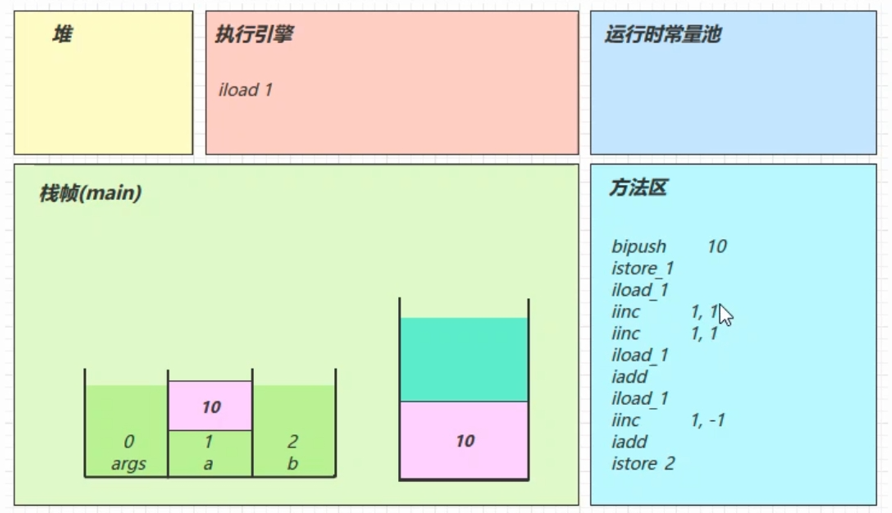 堆
执行引擎
iload 1
运行时常量池
栈帧(main)
10
0
args
1
a
2
b
10
方法区
bipush 10
istore_1
iload_1
iinc 1, 1
iinc 1, 1
iload_1
iadd
iload_1
iinc 1, -1
iadd
istore 2